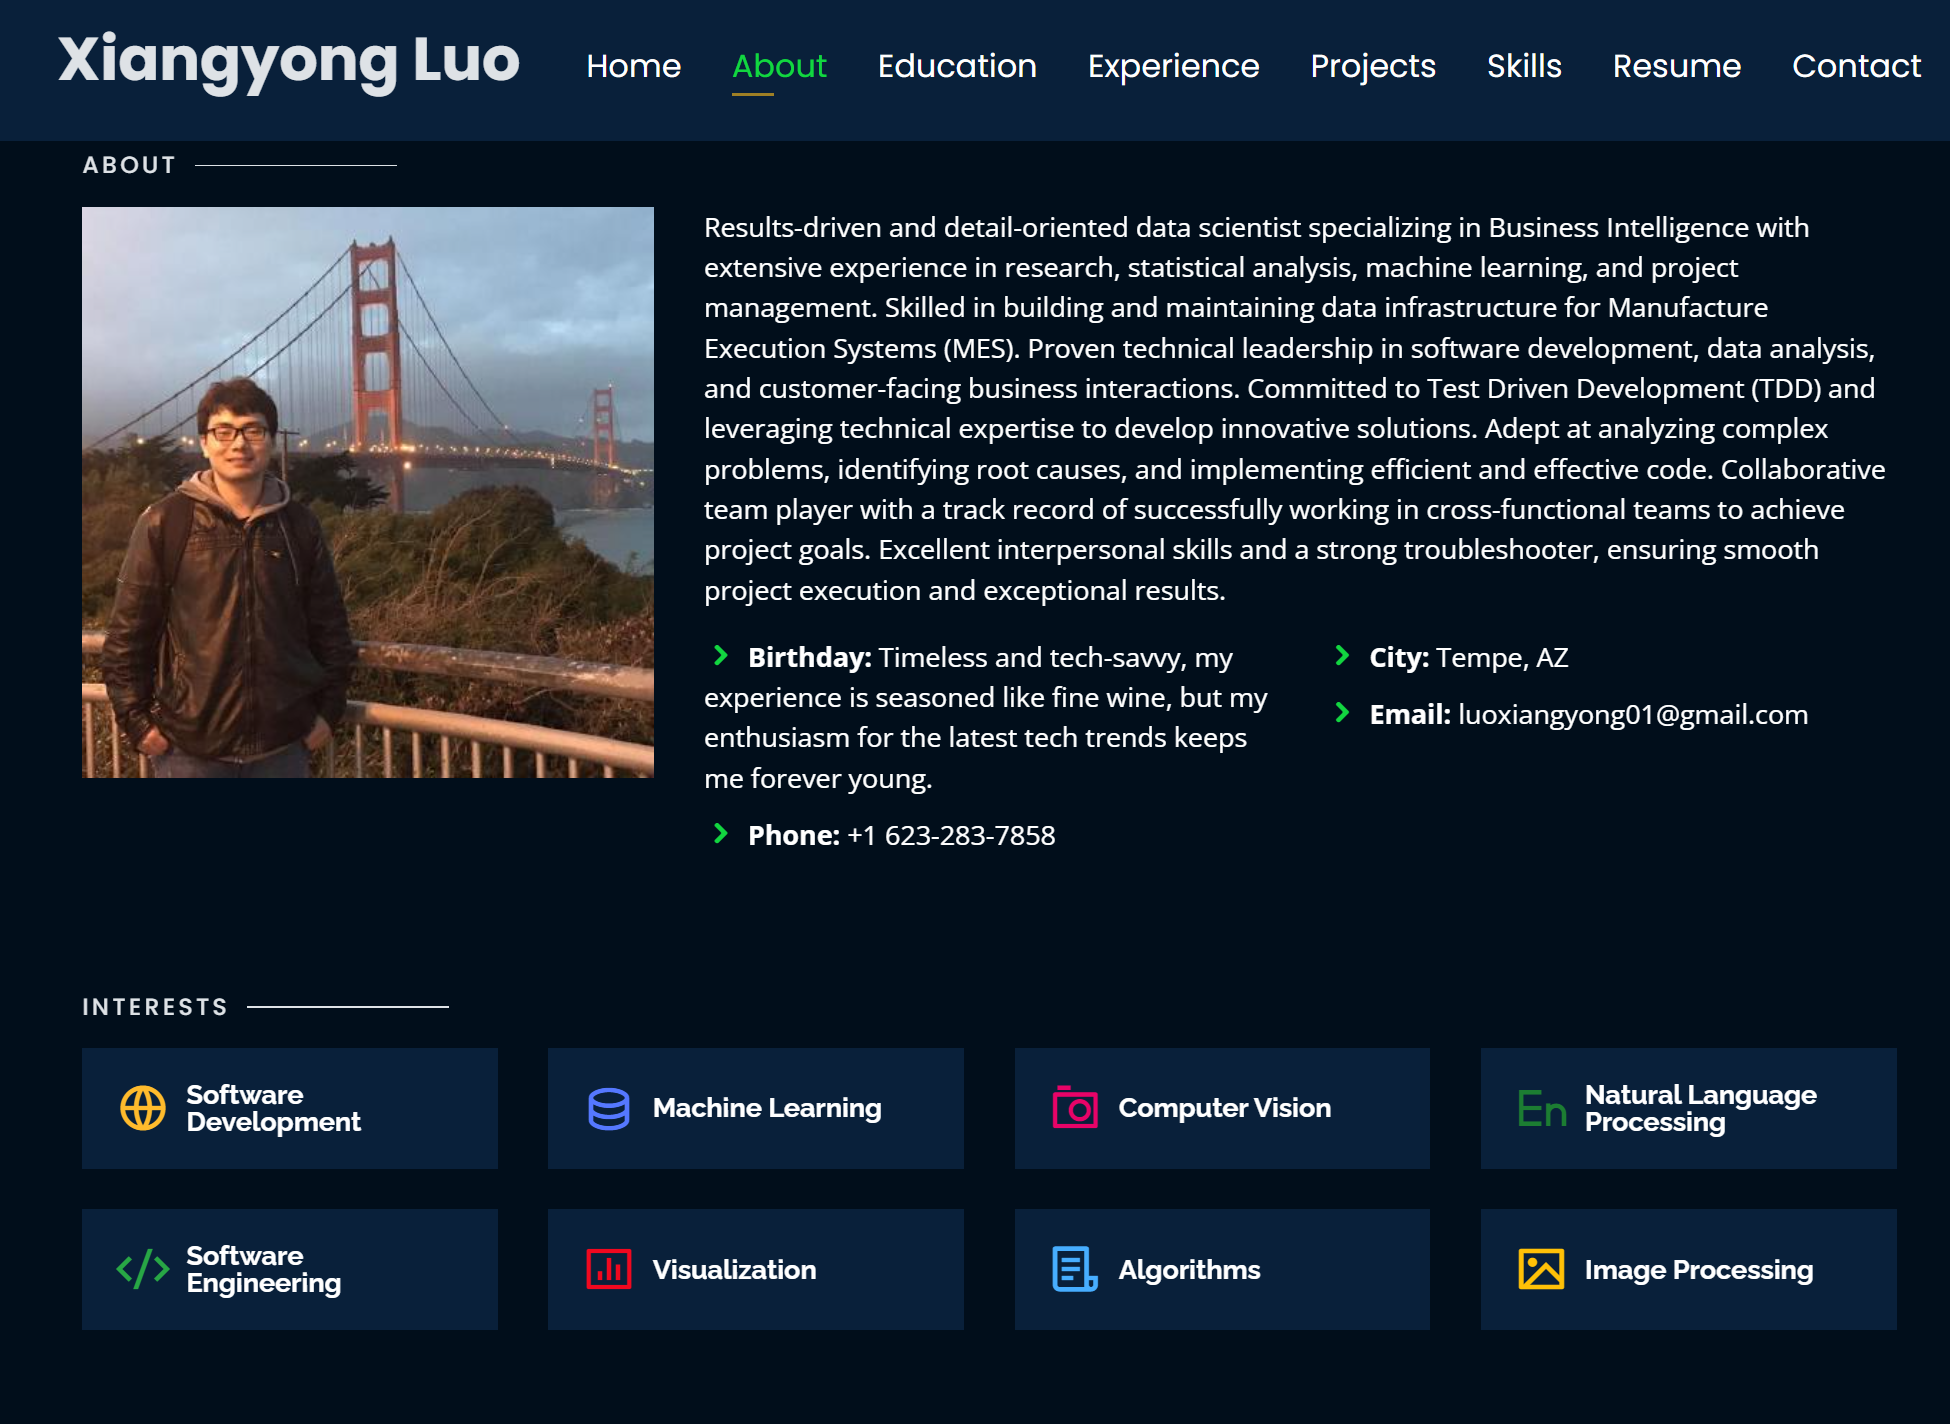 Xiangyong Luo
Home About Education Experience Projects Skills Resume Contact
ABOUT
Results-driven and detail-oriented data scientist specializing in Business Intelligence with
extensive experience in research, statistical analysis, machine learning, and project
management. Skilled in building and maintaining data infrastructure for Manufacture
Execution Systems (MES). Proven technical leadership in software development, data analysis,
and customer-facing business interactions. Committed to Test Driven Development (TDD) and
leveraging technical expertise to develop innovative solutions. Adept at analyzing complex
problems, identifying root causes, and implementing efficient and effective code. Collaborative
team player with a track record of successfully working in cross-functional teams to achieve
project goals. Excellent interpersonal skills and a strong troubleshooter, ensuring smooth
project execution and exceptional results.
Birthday: Timeless and tech-savvy, my
experience is seasoned like fine wine, but my
enthusiasm for the latest tech trends keeps
me forever young.
Phone: +1 623-283-7858
City: Tempe, AZ
Email: luoxiangyong01@gmail.com
INTERESTS
Software
Development
Machine Learning
Computer Vision
En
Natural Language
Processing
Software
Engineering
Visualization
Algorithms
Image Processing